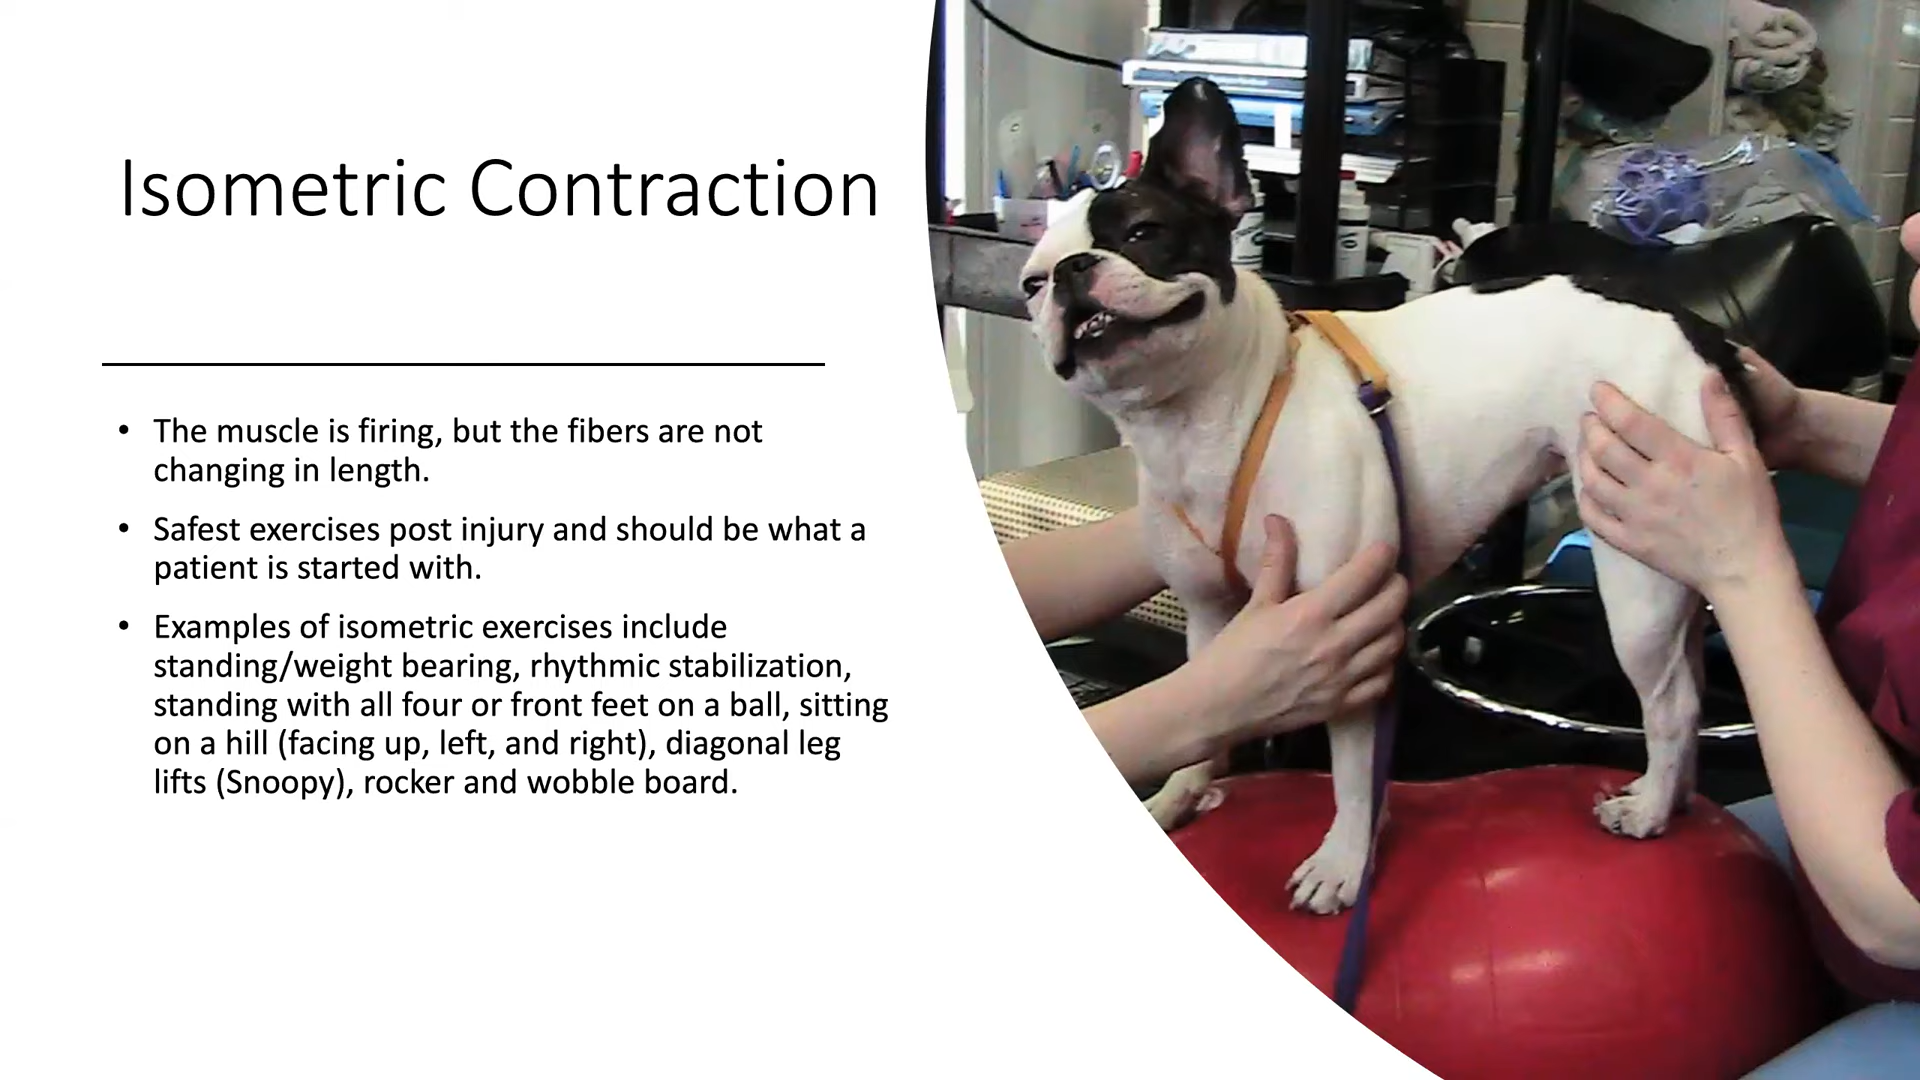 Isometric Contraction
• The muscle is firing, but the fibers are not
changing in length.
• Safest exercises post injury and should be what a
patient is started with.
• Examples of isometric exercises include
standing/weight bearing, rhythmic stabilization,
standing with all four or front feet on a ball, sitting
on a hill (facing up, left, and right), diagonal leg
lifts (Snoopy), rocker and wobble board.